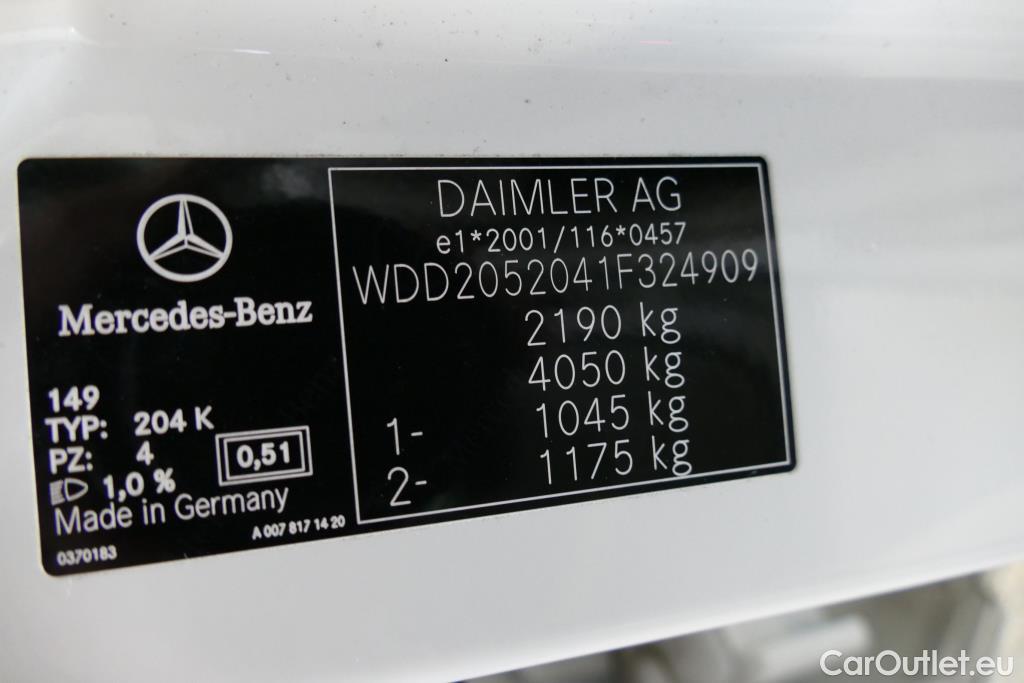 Mercedes-Benz
149
TYP: 204 K
PZ: 4
0,51
1,0 %
Made in Germany
A 007 817 14 20
0370183
DAIMLER AG
e1*2001/116*0457
WDD2052041F324909
2190 kg
4050 kg
1- 1045 kg
2- 1175 kg
CarOutlet.eu